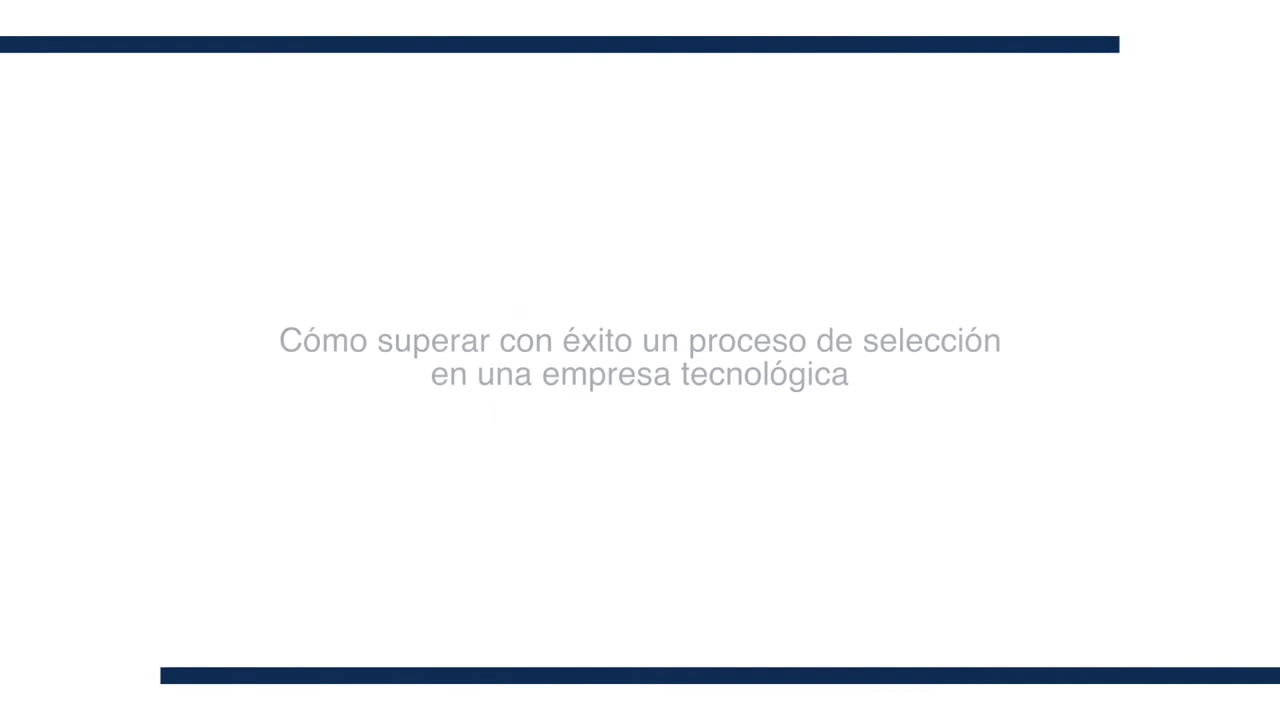 Cómo superar con éxito un proceso de selección
en una empresa tecnológica